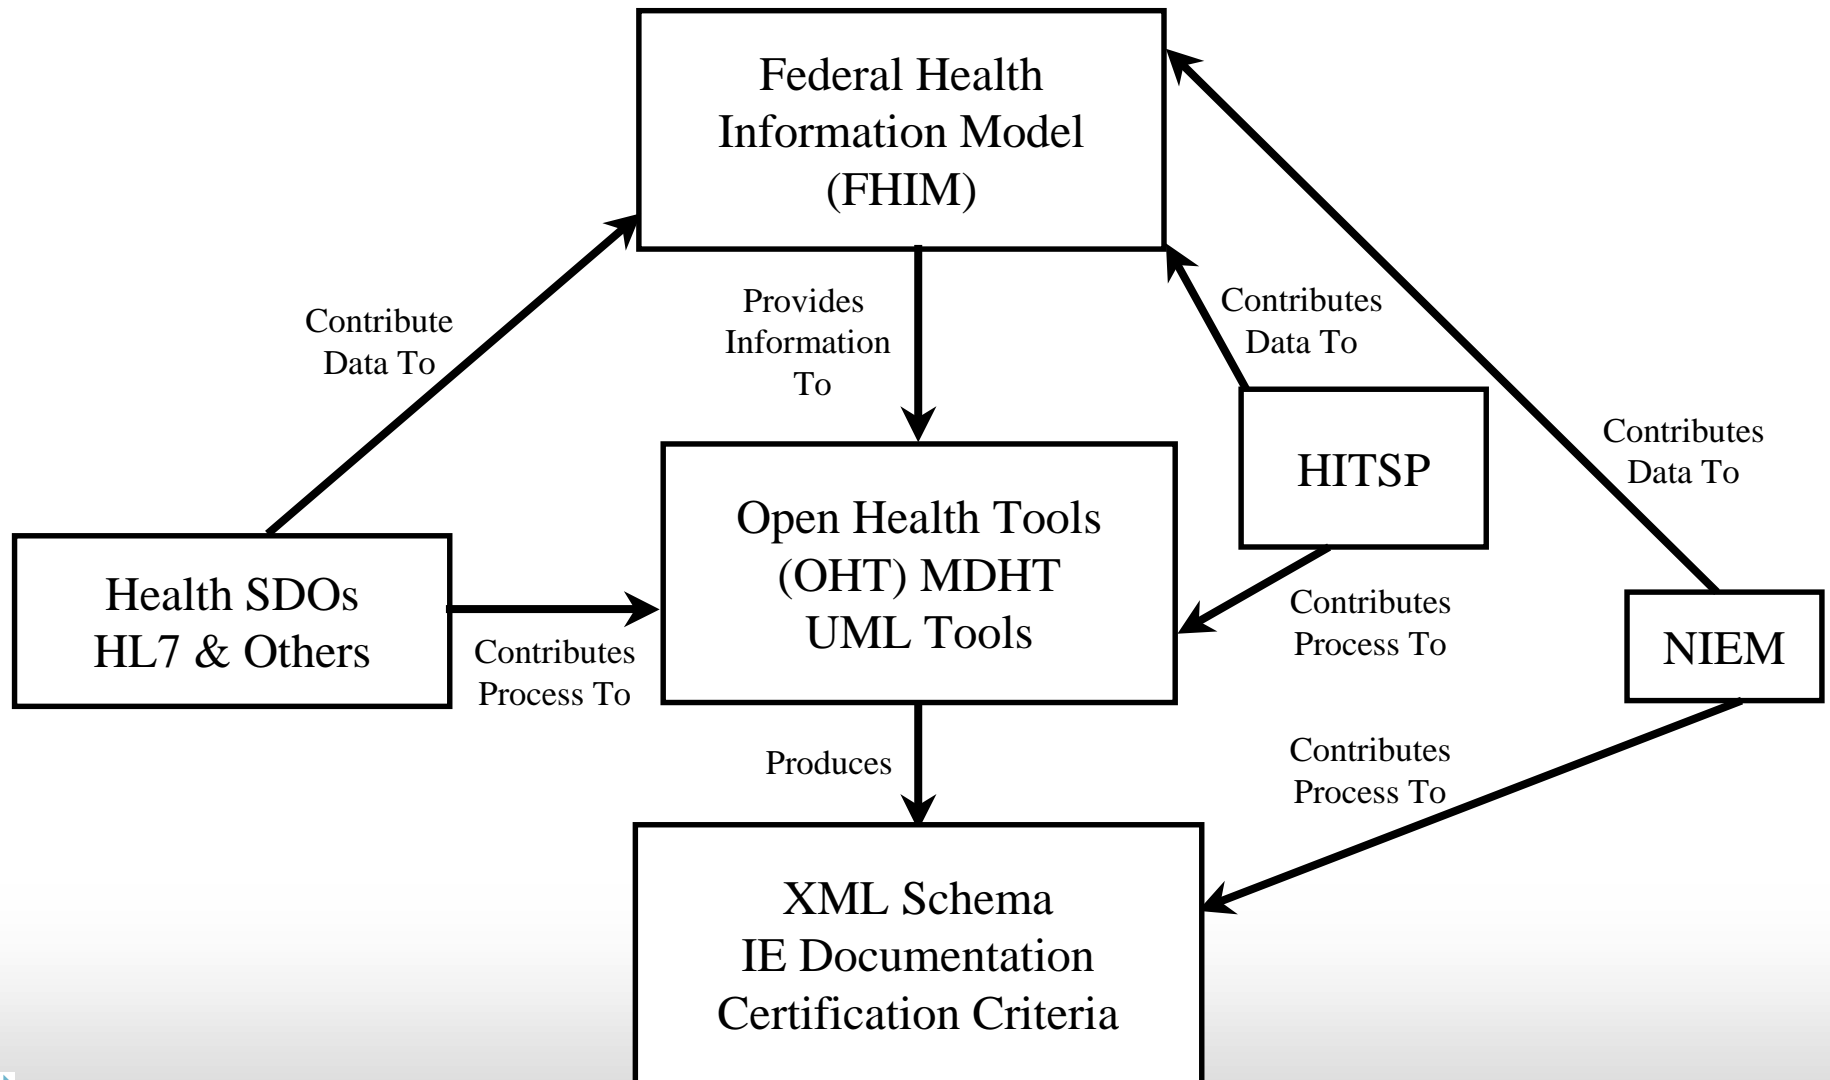 Federal Health
Information Model
(FHIM)
Contribute
Data To
Provides
Information
To
Contributes
Data To
Contributes
Data To
HITSP
Open Health Tools
(OHT) MDHT
UML Tools
Health SDOs
HL7 & Others
Contributes
Process To
Contributes
Process To
NIEM
Produces
Contributes
Process To
XML Schema
IE Documentation
Certification Criteria